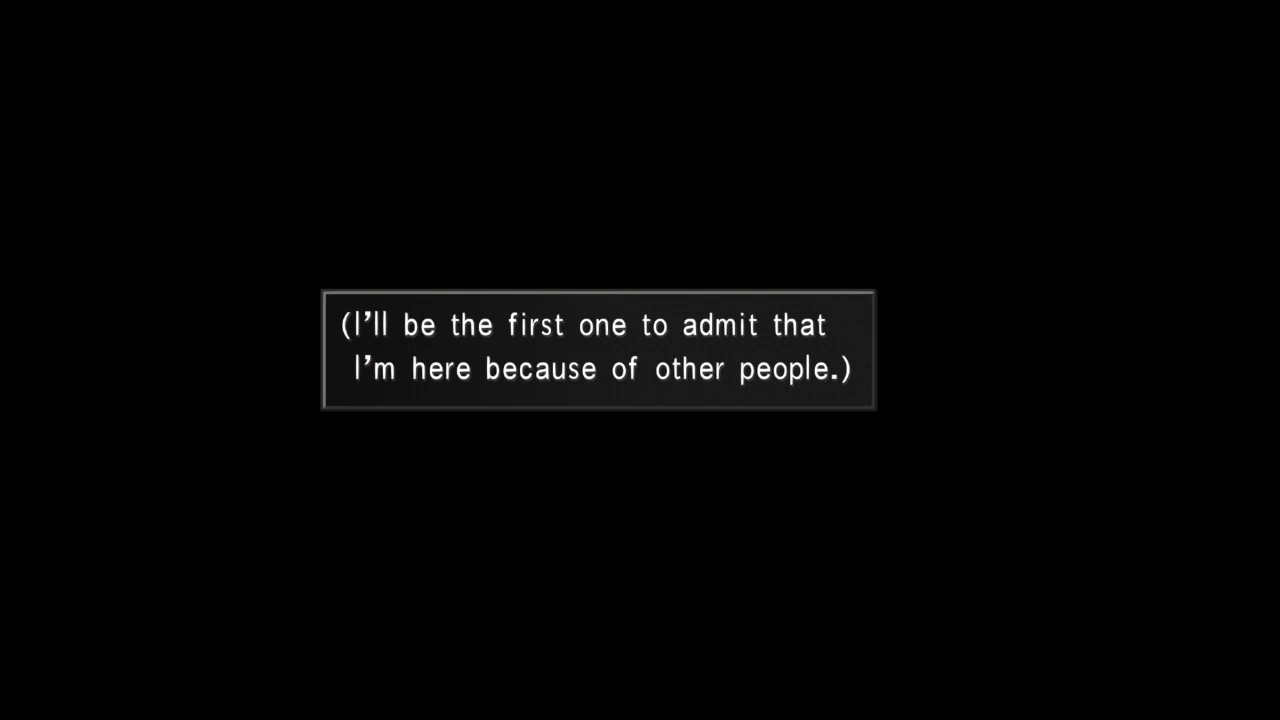 (I’ll be the first one to admit that
I’m here because of other people.)